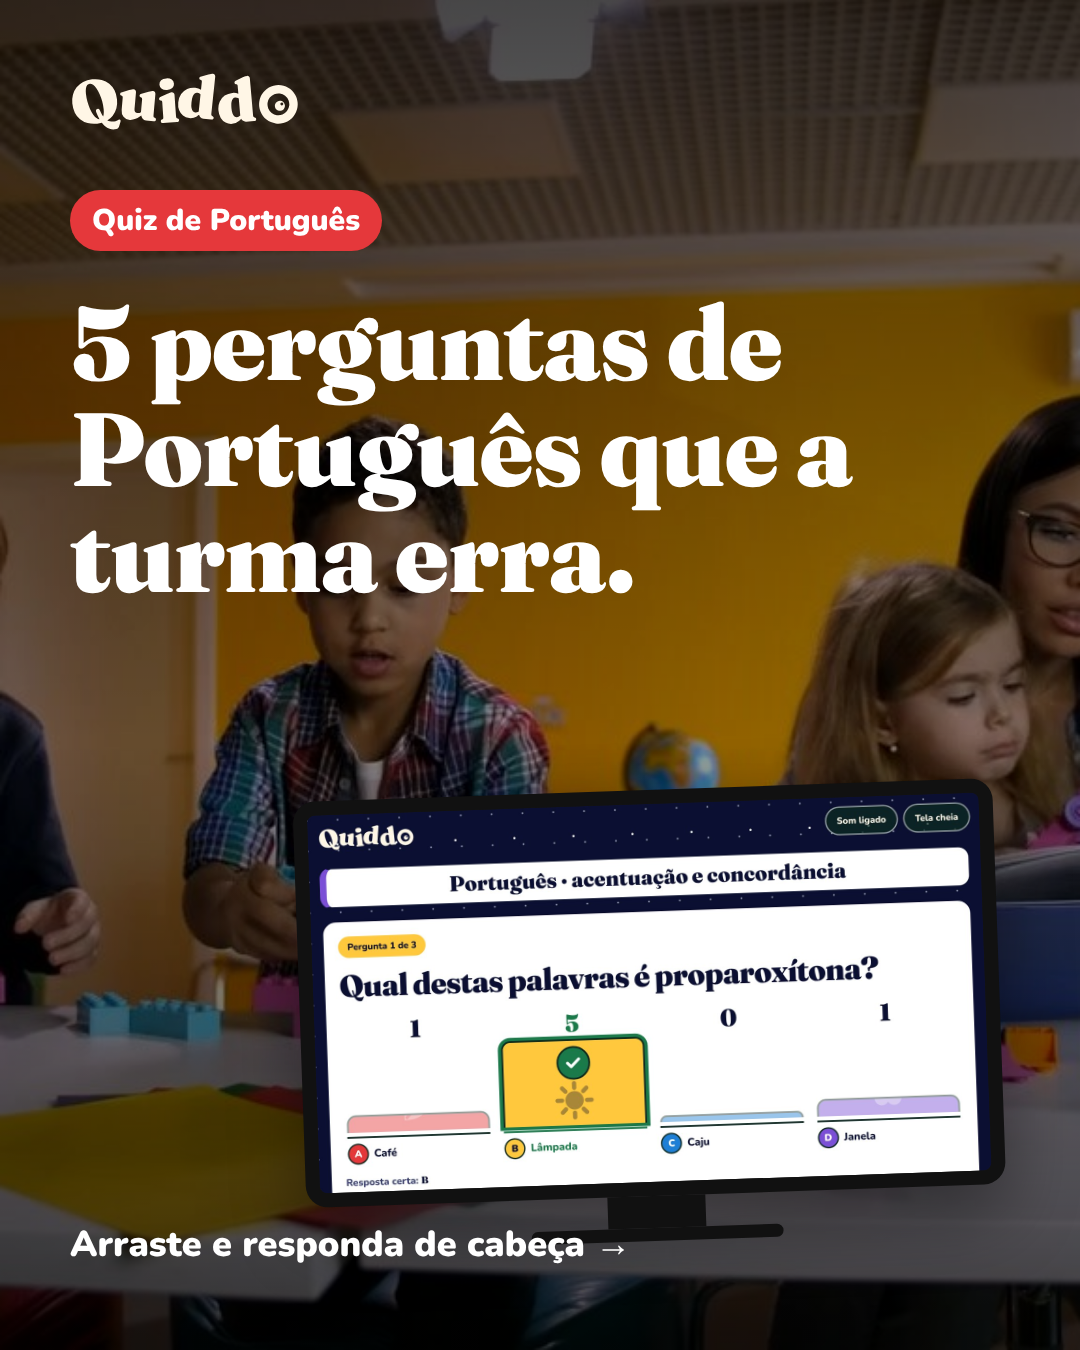 Quiddo
Quiz de Português
5 perguntas de
Português que a
turma erra.
Quiddo
Som ligado
Tela cheia
Português • acentuação e concordância
Pergunta 1 de 3
Qual destas palavras é proparoxítona?
1
5
0
1
A Café
B Lâmpada
C Caju
D Janela
Resposta certa: B
Arraste e responda de cabeça →